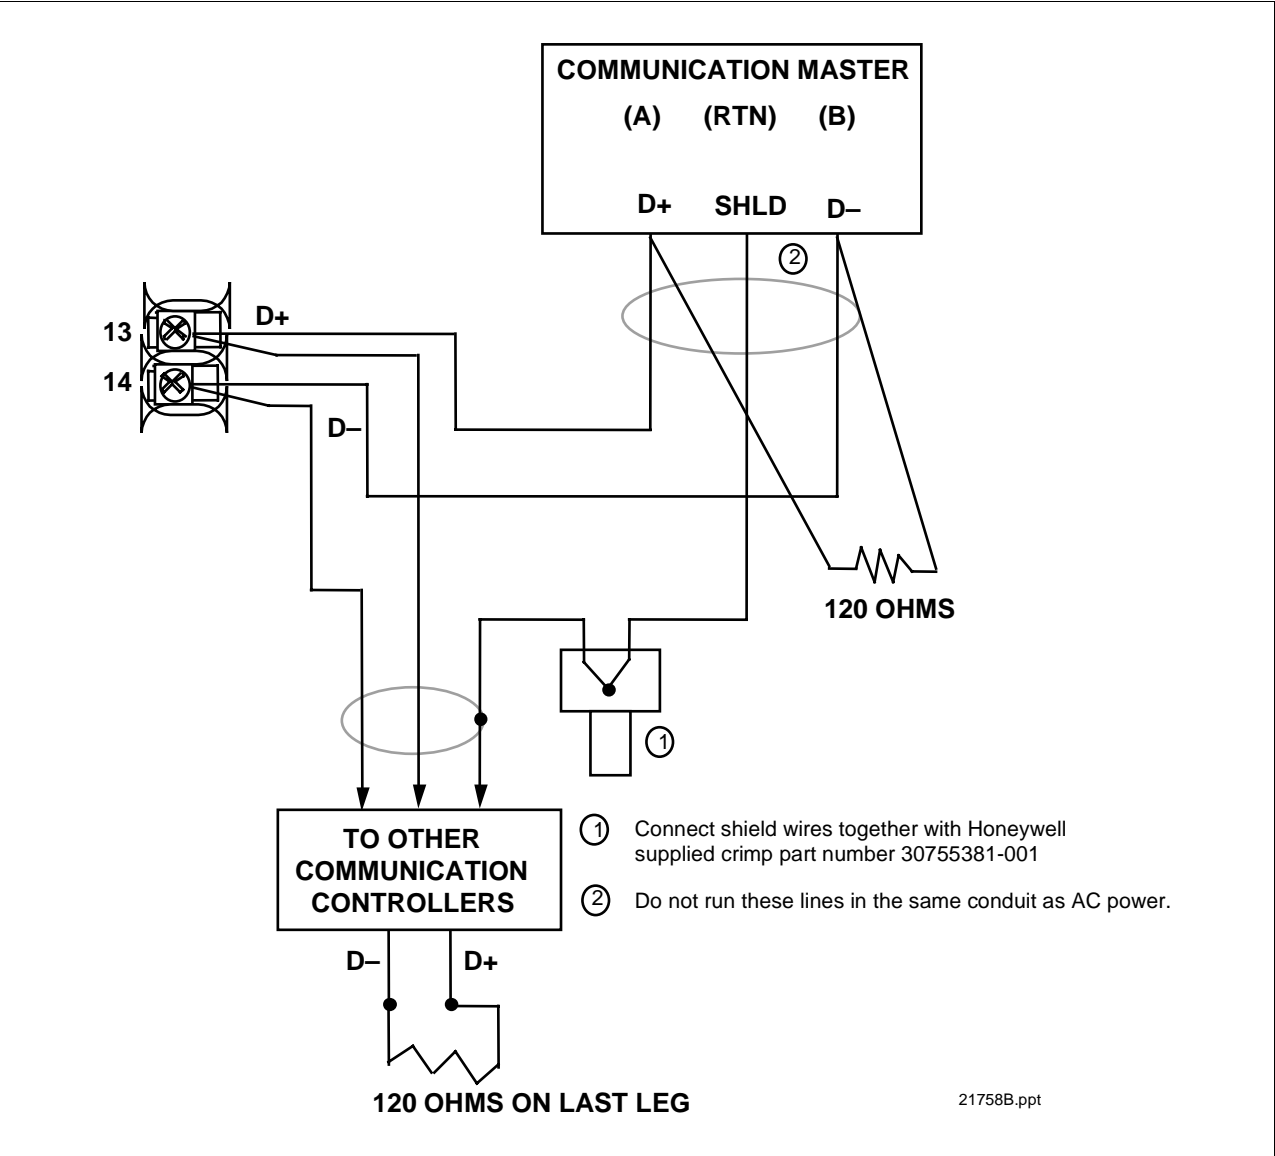 COMMUNICATION MASTER
(A) (RTN) (B)
D+ SHLD D–
2
13 D+
14
D–
120 OHMS
1
TO OTHER
COMMUNICATION
CONTROLLERS
1 Connect shield wires together with Honeywell
supplied crimp part number 30755381-001
2 Do not run these lines in the same conduit as AC power.
D– D+
120 OHMS ON LAST LEG
21758B.ppt